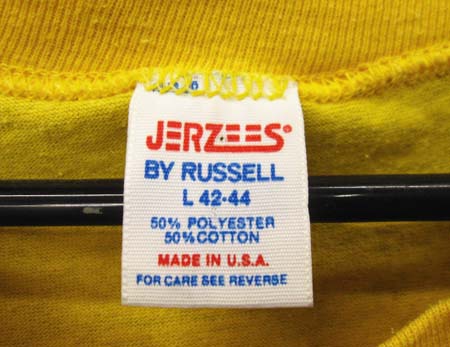 JERZEES®
BY RUSSELL
L 42-44
50% POLYESTER
50% COTTON
MADE IN U.S.A.
FOR CARE SEE REVERSE